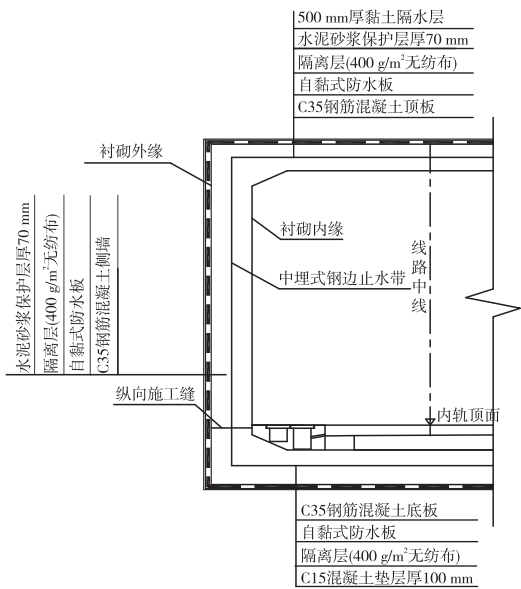 500 mm厚黏土隔水层
水泥砂浆保护层厚70 mm
隔离层(400 g/m²无纺布)
自黏式防水板
C35钢筋混凝土顶板
衬砌外缘
水泥砂浆保护层厚70 mm
隔离层(400 g/m²无纺布)
自黏式防水板
C35钢筋混凝土侧墙
衬砌内缘
线路中线
中埋式钢边止水带
纵向施工缝
内轨顶面
C35钢筋混凝土底板
自黏式防水板
隔离层(400 g/m²无纺布)
C15混凝土垫层厚100 mm